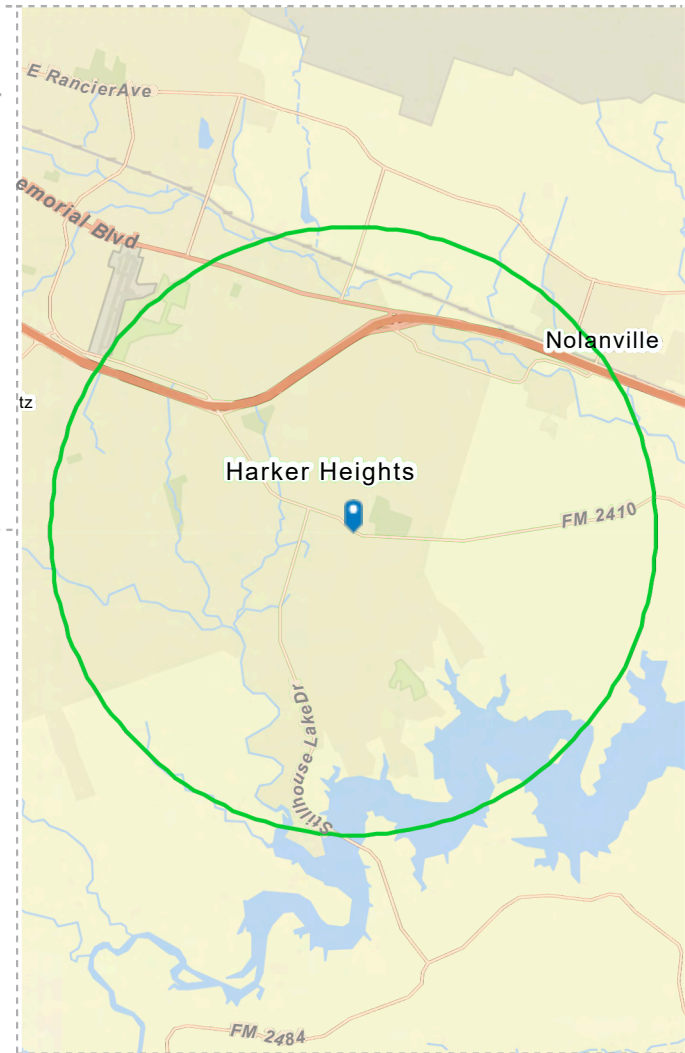 E RancierAve
emorial Blvd
Nolanville
tz
Harker Heights
FM 2410
Stillhouse LakeDr
FM 2484